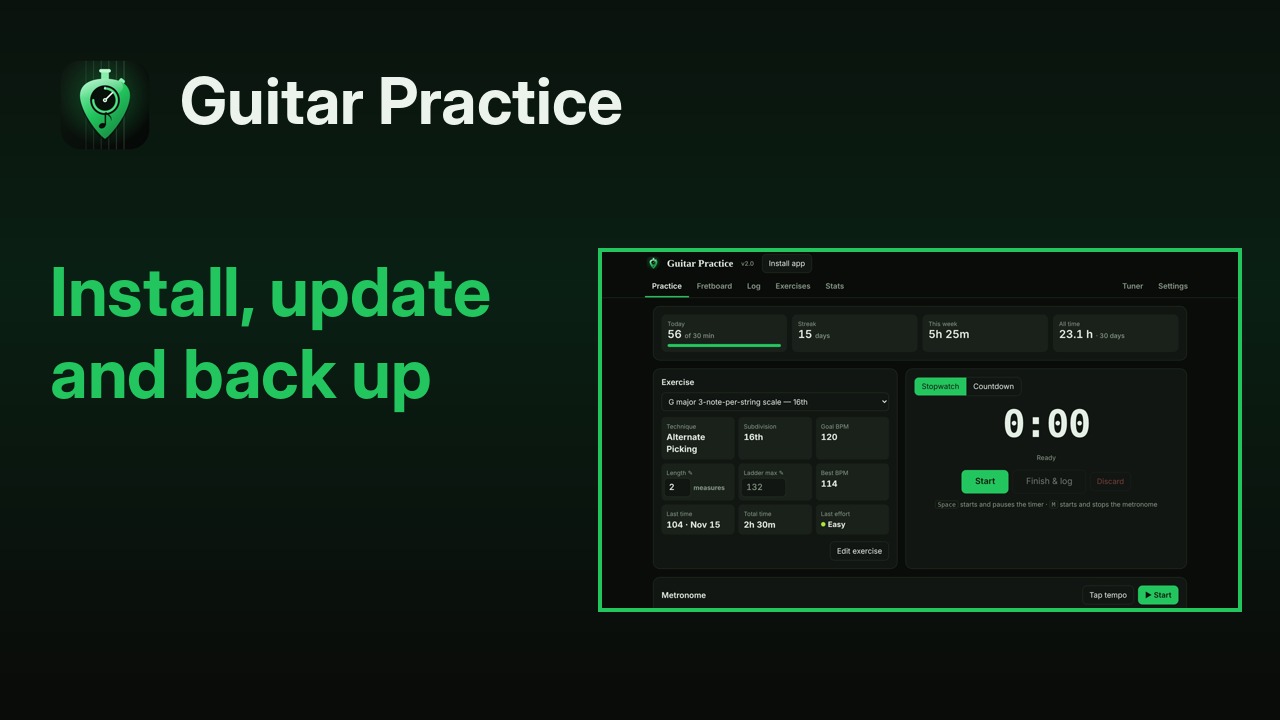 Guitar Practice
Install, update
and back up
Guitar Practice v2.0 Install app
Practice Fretboard Log Exercises Stats Tuner Settings
Today
56 of 30 min
Streak
15 days
This week
5h 25m
All time
23.1 h · 30 days
Exercise
G major 3-note-per-string scale — 16th
Technique
Alternate
Picking
Subdivision
16th
Goal BPM
120
Length ✎
2 measures
Ladder max ✎
132
Best BPM
114
Last time
104 · Nov 15
Total time
2h 30m
Last effort
Easy
Edit exercise
Stopwatch Countdown
0:00
Ready
Start Finish & log Discard
Space starts and pauses the timer · M starts and stops the metronome
Metronome Tap tempo ▶ Start